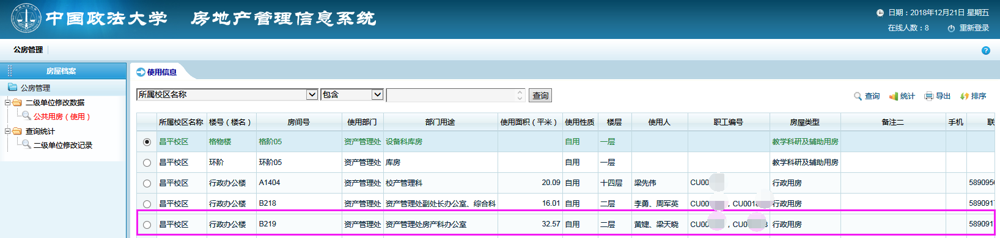 中国政法大学 房地产管理信息系统
日期：2018年12月21日 星期五
在线人数：8 重新登录
公房管理
房屋档案
公房管理
二级单位修改数据
公共用房（使用）
查询统计
二级单位修改记录
使用信息
所属校区名称 包含 查询
查询 统计 导出 排序
所属校区名称 楼号（楼名） 房间号 使用部门 部门用途 使用面积（平米） 使用性质 楼层 使用人 职工编号 房屋类型 备注二 手机 联
昌平校区 格物楼 格阶05 资产管理处 设备科库房 自用 一层 教学科研及辅助用房
昌平校区 环阶 环阶05 资产管理处 库房 自用 一层 教学科研及辅助用房
昌平校区 行政办公楼 A1404 资产管理处 校产管理科 20.09 自用 十四层 梁先伟 CU00 行政用房 5890950
昌平校区 行政办公楼 B218 资产管理处 资产管理处副处长办公室、综合科 16.01 自用 二层 李勇、周军英 CU00 ，CU0018 行政用房 5890917
昌平校区 行政办公楼 B219 资产管理处 资产管理处房产科办公室 32.57 自用 二层 黄婕、梁天晓 CU00 ，CU00 3 行政用房 589091